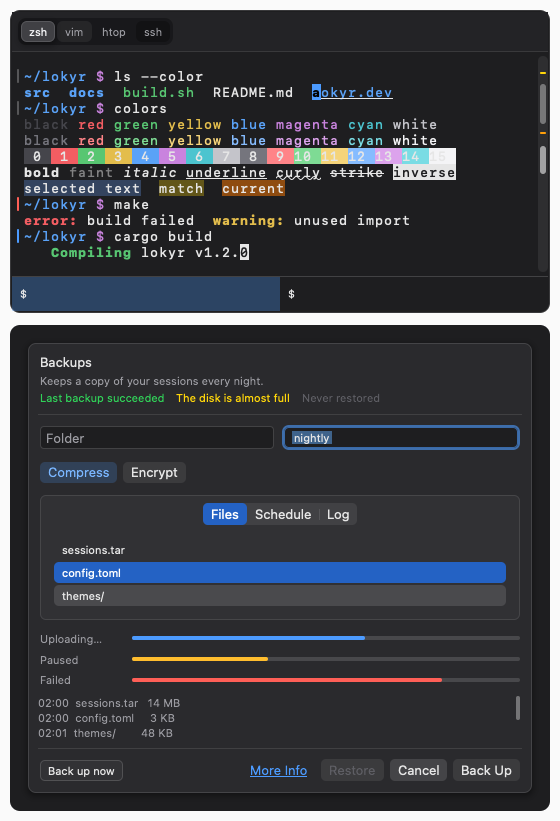 zsh vim htop ssh
~/lokyr $ ls --color
src docs build.sh README.md lokyr.dev
~/lokyr $ colors
black red green yellow blue magenta cyan white
black red green yellow blue magenta cyan white
0 1 2 3 4 5 6 7 8 9 10 11 12 13 14 15
bold faint italic underline curly strike inverse
selected text match current
~/lokyr $ make
error: build failed warning: unused import
~/lokyr $ cargo build
Compiling lokyr v1.2.0
$ $
Backups
Keeps a copy of your sessions every night.
Last backup succeeded The disk is almost full Never restored
Folder nightly
Compress Encrypt
Files Schedule Log
sessions.tar
config.toml
themes/
Uploading...
Paused
Failed
02:00 sessions.tar 14 MB
02:00 config.toml 3 KB
02:01 themes/ 48 KB
Back up now More Info Restore Cancel Back Up